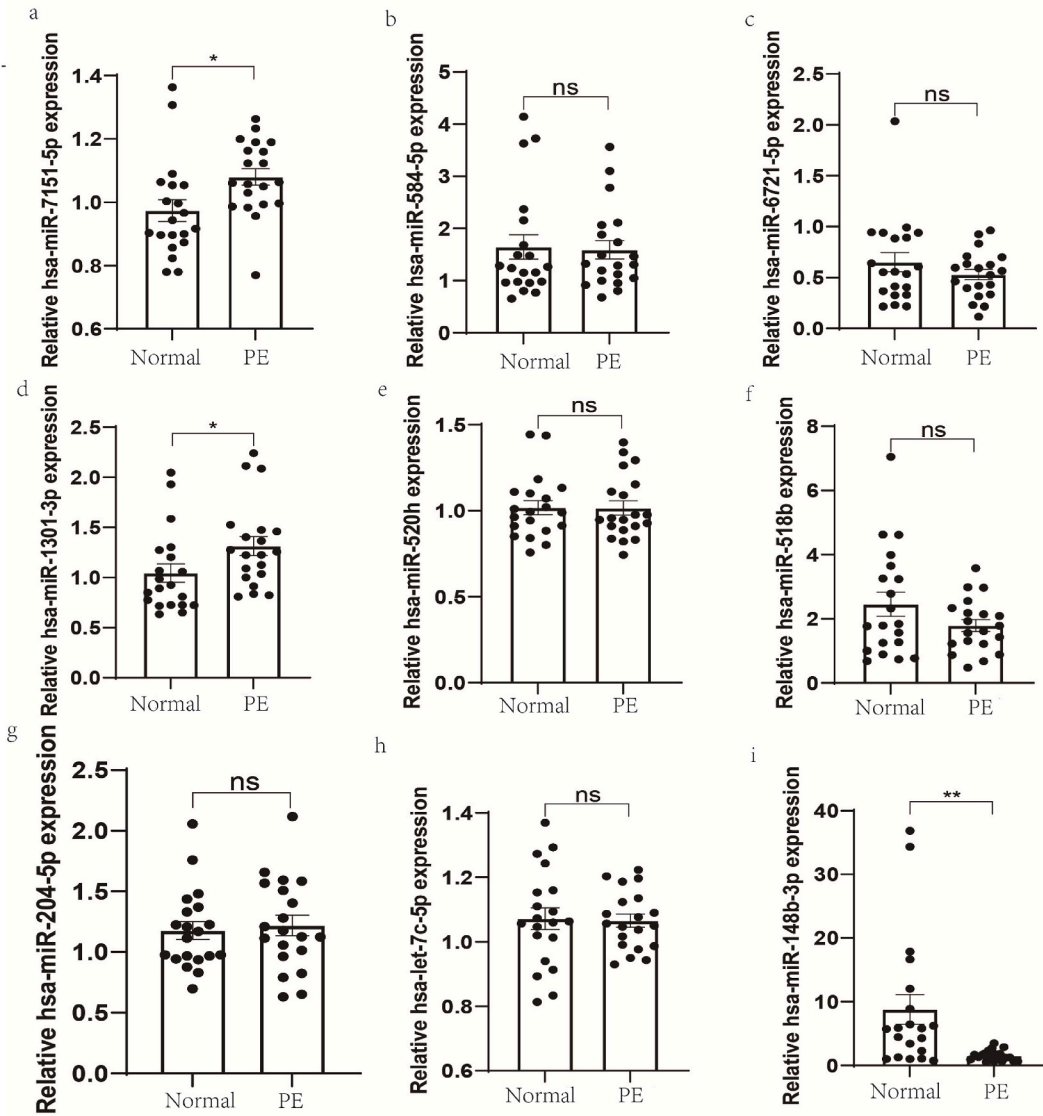 a
Relative hsa-miR-7151-5p expression
1.4
1.2
1.0
0.8
0.6
*
Normal
PE
b
Relative hsa-miR-584-5p expression
5
4
3
2
1
0
ns
Normal
PE
c
Relative hsa-miR-6721-5p expression
2.5
2.0
1.5
1.0
0.5
0.0
ns
Normal
PE
d
Relative hsa-miR-1301-3p expression
2.5
2.0
1.5
1.0
0.5
0.0
*
Normal
PE
e
Relative hsa-miR-520h expression
1.5
1.0
0.5
0.0
ns
Normal
PE
f
Relative hsa-miR-518b expression
8
6
4
2
0
ns
Normal
PE
g
Relative hsa-miR-204-5p expression
2.5
2.0
1.5
1.0
0.5
0.0
ns
Normal
PE
h
Relative hsa-let-7c-5p expression
1.4
1.2
1.0
0.8
0.6
ns
Normal
PE
i
Relative hsa-miR-148b-3p expression
40
30
20
10
0
**
Normal
PE